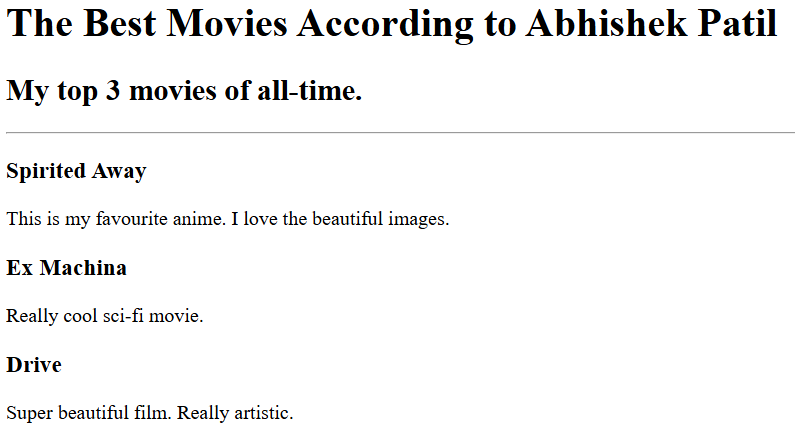 The Best Movies According to Abhishek Patil
My top 3 movies of all-time.
Spirited Away
This is my favourite anime. I love the beautiful images.
Ex Machina
Really cool sci-fi movie.
Drive
Super beautiful film. Really artistic.